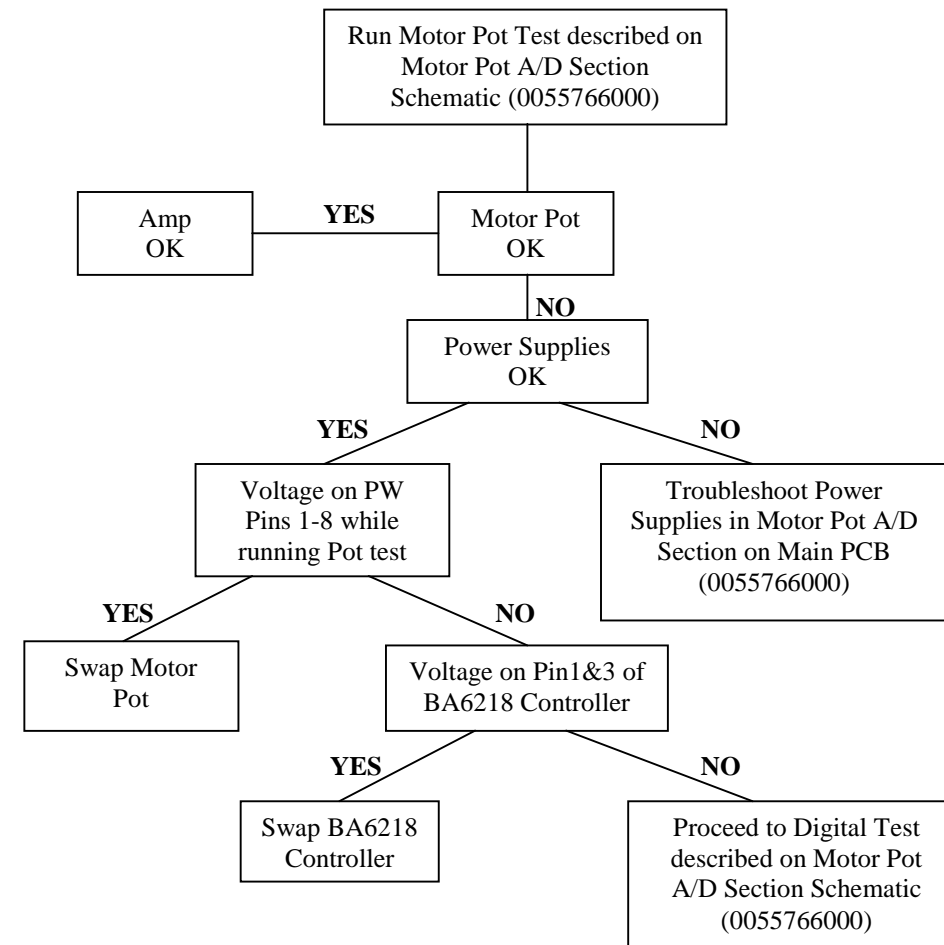 Run Motor Pot Test described on
Motor Pot A/D Section
Schematic (0055766000)
Amp
OK
YES
Motor Pot
OK
NO
Power Supplies
OK
YES
NO
Voltage on PW
Pins 1-8 while
running Pot test
Troubleshoot Power
Supplies in Motor Pot A/D
Section on Main PCB
(0055766000)
YES
NO
Swap Motor
Pot
Voltage on Pin1&3 of
BA6218 Controller
YES
NO
Swap BA6218
Controller
Proceed to Digital Test
described on Motor Pot
A/D Section Schematic
(0055766000)